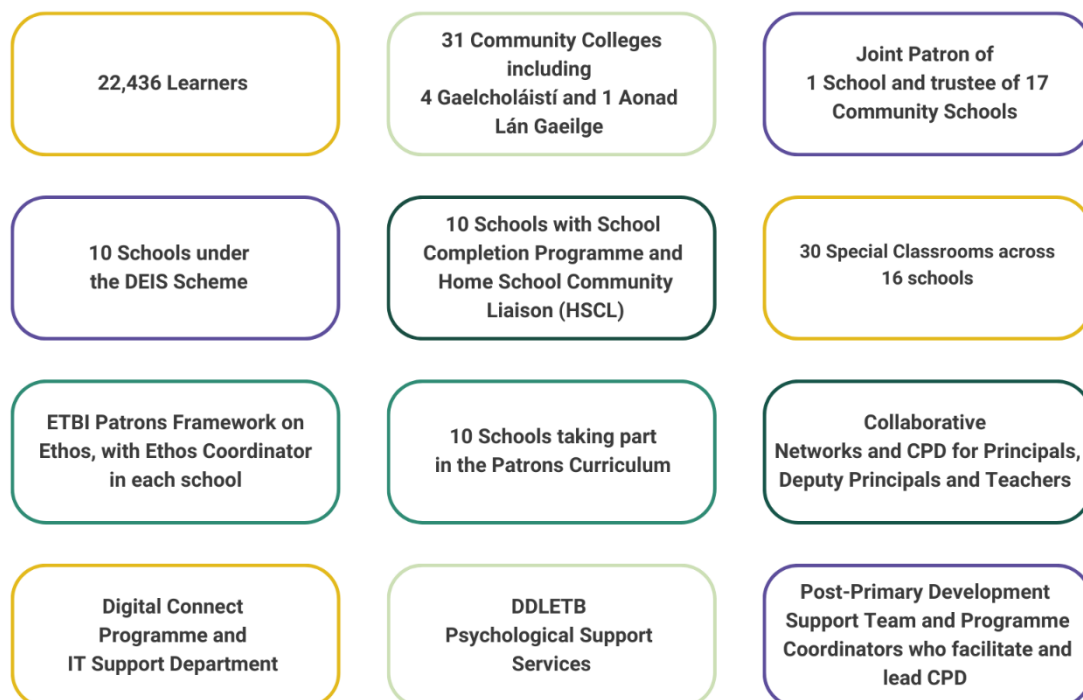 22,436 Learners
31 Community Colleges
including
4 Gaelcholáistí and 1 Aonad
Lán Gaeilge
Joint Patron of
1 School and trustee of 17
Community Schools
10 Schools under
the DEIS Scheme
10 Schools with School
Completion Programme and
Home School Community
Liaison (HSCL)
30 Special Classrooms across
16 schools
ETBI Patrons Framework on
Ethos, with Ethos Coordinator
in each school
10 Schools taking part
in the Patrons Curriculum
Collaborative
Networks and CPD for Principals,
Deputy Principals and Teachers
Digital Connect
Programme and
IT Support Department
DDLETB
Psychological Support
Services
Post-Primary Development
Support Team and Programme
Coordinators who facilitate and
lead CPD